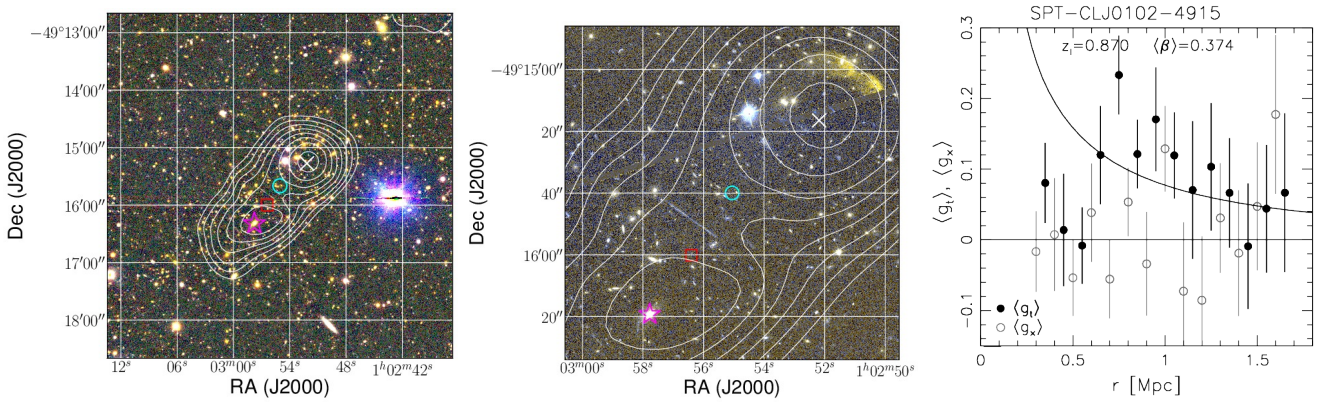 −49°13′00″
14′00″
15′00″
16′00″
17′00″
18′00″
Dec (J2000)
12ˢ 06ˢ 03ᵐ00ˢ 54ˢ 48ˢ 1ʰ02ᵐ42ˢ
RA (J2000)
−49°15′00″
20″
40″
16′00″
20″
Dec (J2000)
03ᵐ00ˢ 58ˢ 56ˢ 54ˢ 52ˢ 1ʰ02ᵐ50ˢ
RA (J2000)
SPT−CLJ0102−4915
zₗ=0.870 ⟨β⟩=0.374
0.3
0.2
0.1
0
−0.1
⟨gₜ⟩, ⟨gₓ⟩
⟨gₜ⟩
⟨gₓ⟩
0 0.5 1 1.5
r [Mpc]